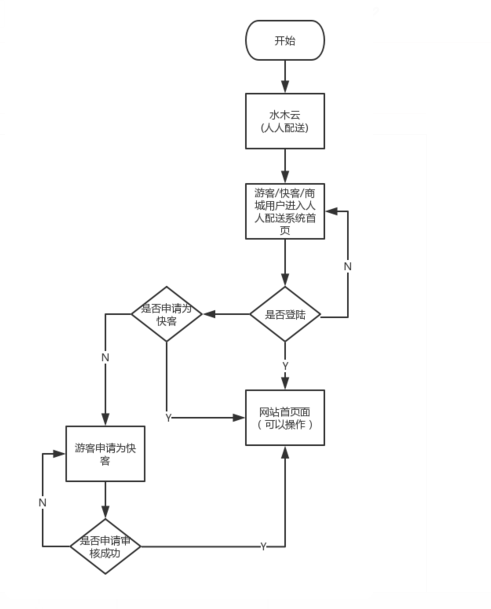 开始
水木云
(人人配送)
游客/快客/商
城用户进入人
人配送系统首
页
N
是否申请为
快客
是否登陆
N
Y
Y
网站首页面
（可以操作）
游客申请为快
客
N
是否申请审
核成功
Y